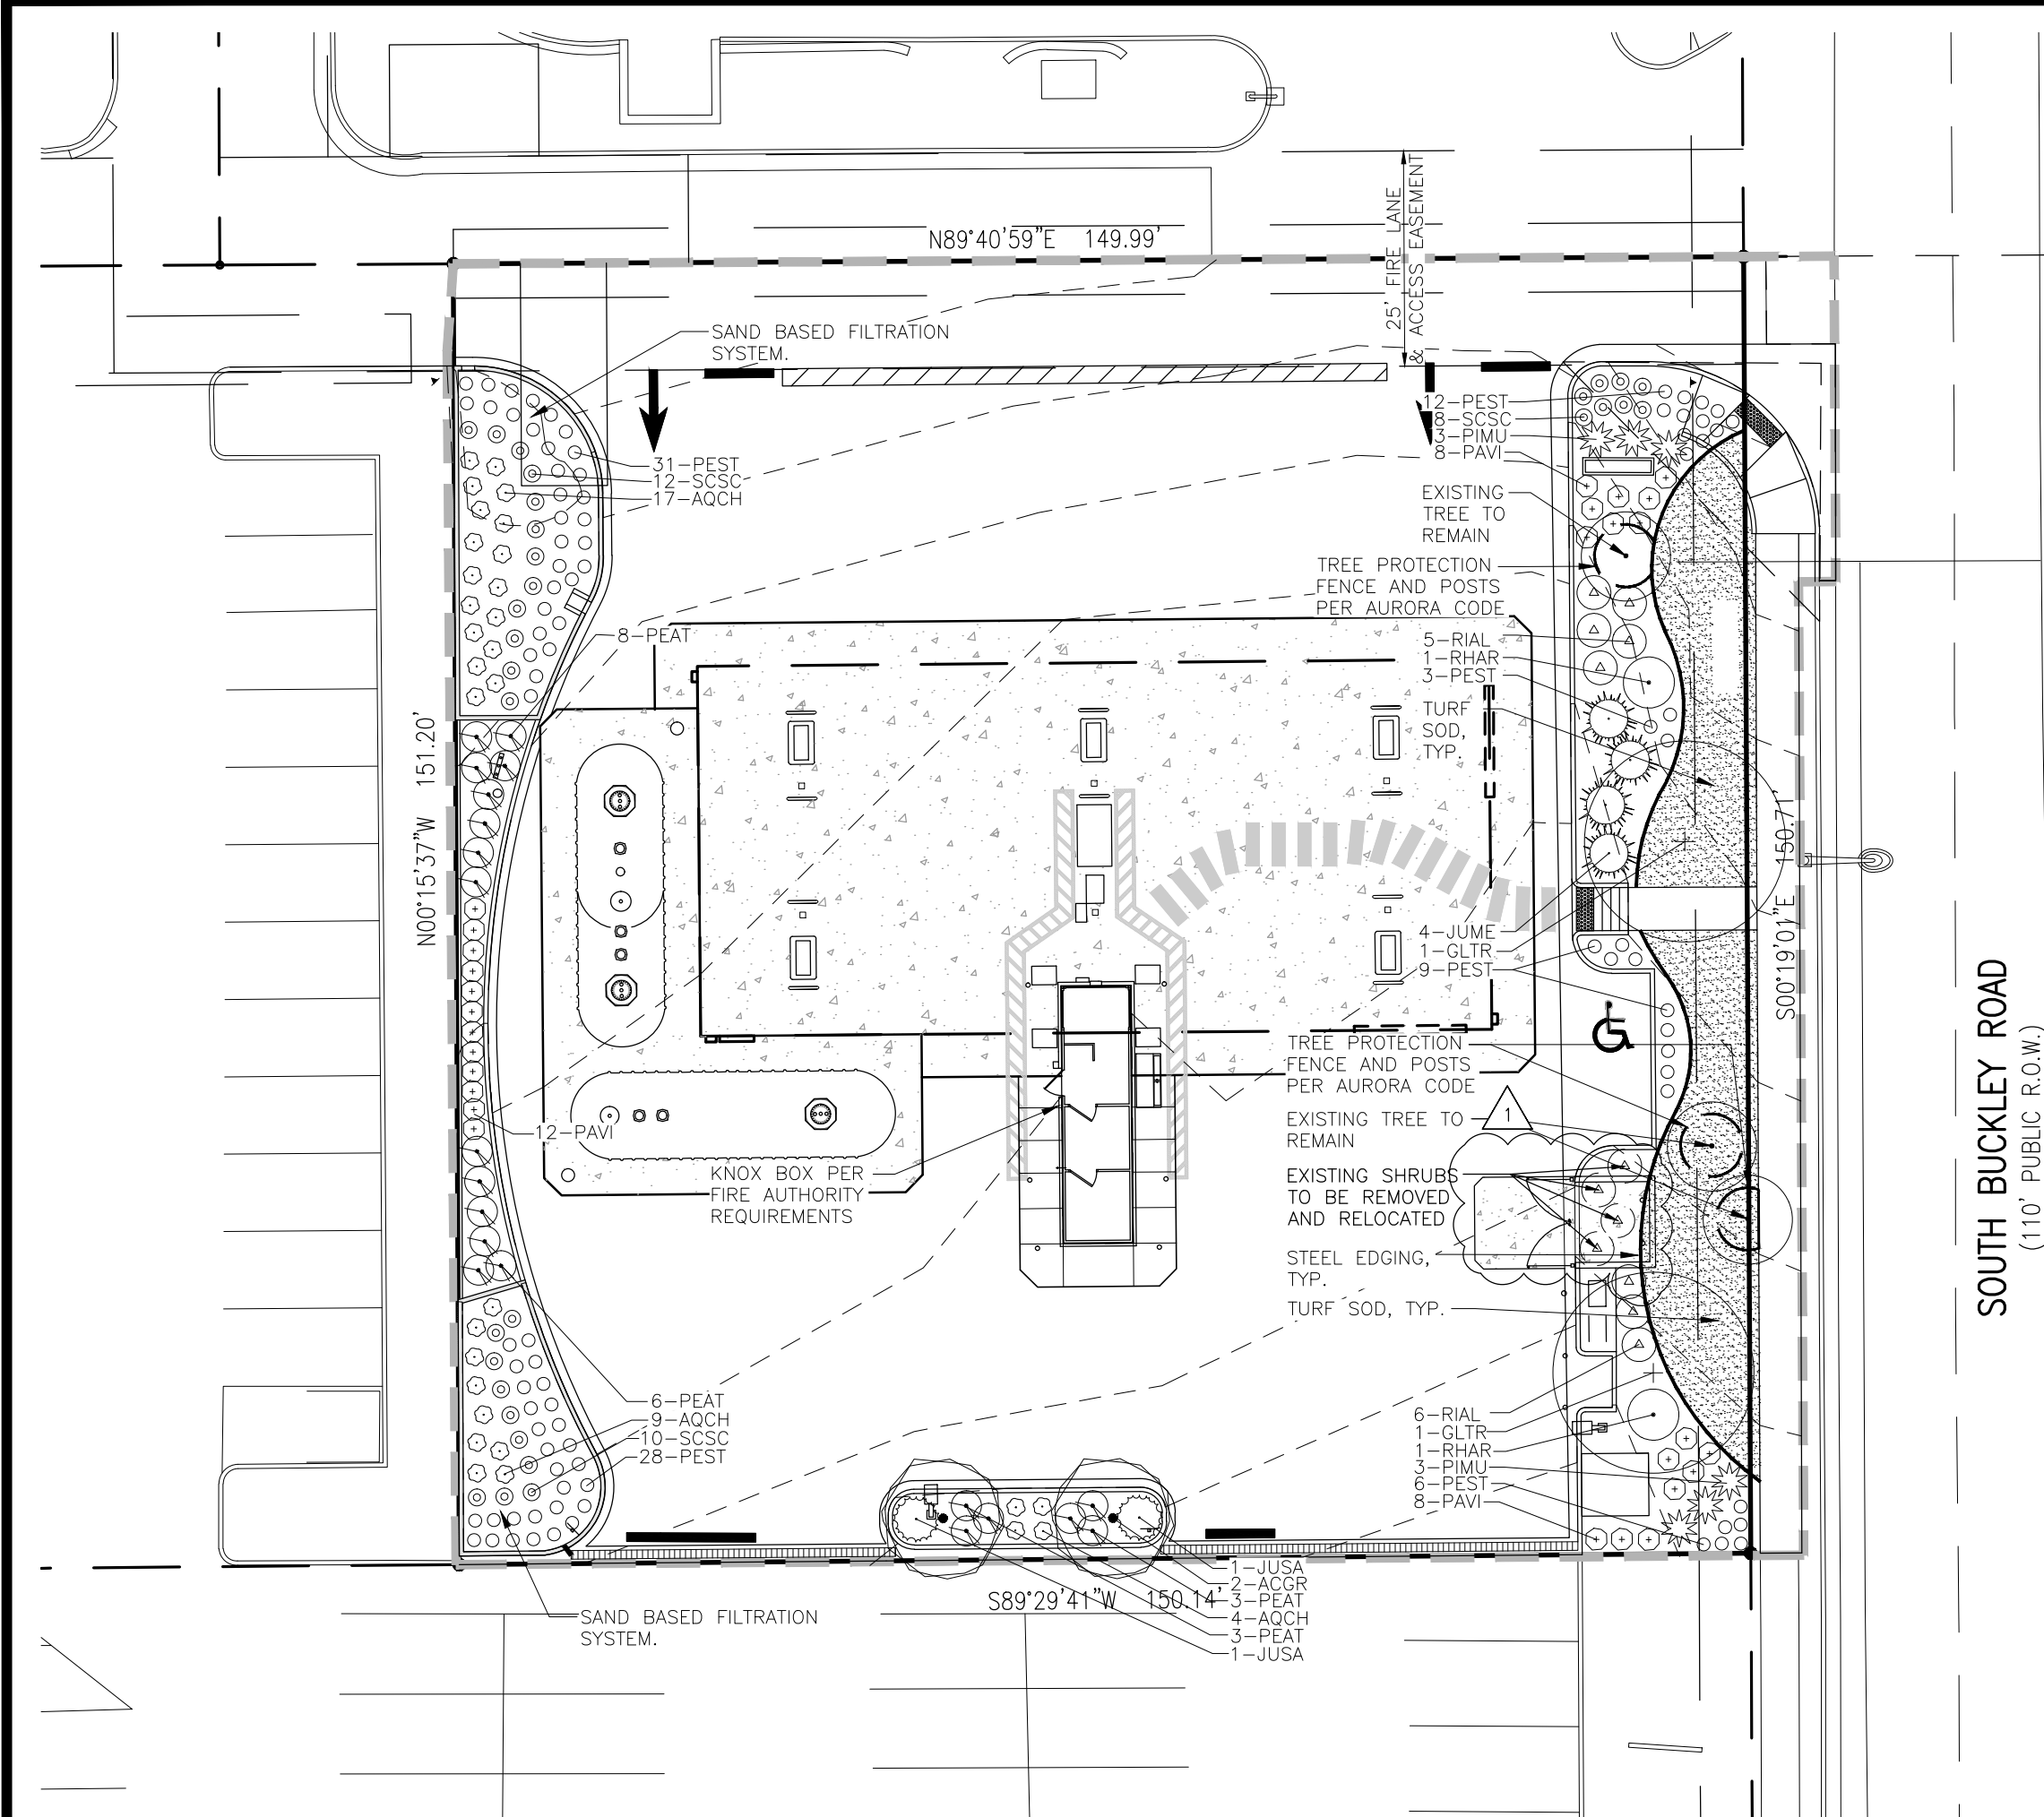 N89°40'59"E 149.99'
25' FIRE LANE
& ACCESS EASEMENT
SAND BASED FILTRATION
SYSTEM.
31-PEST
12-SCSC
17-AQCH
12-PEST
8-SCSC
3-PIMU
8-PAVI
EXISTING
TREE TO
REMAIN
TREE PROTECTION
FENCE AND POSTS
PER AURORA CODE
8-PEAT
5-RIAL
1-RHAR
3-PEST
TURF
SOD,
TYP.
N00°15'37"W 151.20'
S00°19'01"E 150.71'
4-JUME
1-GLTR
9-PEST
SOUTH BUCKLEY ROAD
(110' PUBLIC R.O.W.)
TREE PROTECTION
FENCE AND POSTS
PER AURORA CODE
EXISTING TREE TO
REMAIN
1
12-PAVI
KNOX BOX PER
FIRE AUTHORITY
REQUIREMENTS
EXISTING SHRUBS
TO BE REMOVED
AND RELOCATED
STEEL EDGING,
TYP.
TURF SOD, TYP.
6-PEAT
9-AQCH
10-SCSC
28-PEST
6-RIAL
1-GLTR
1-RHAR
3-PIMU
6-PEST
8-PAVI
1-JUSA
2-ACGR
3-PEAT
4-AQCH
3-PEAT
1-JUSA
S89°29'41"W 150.14'
SAND BASED FILTRATION
SYSTEM.